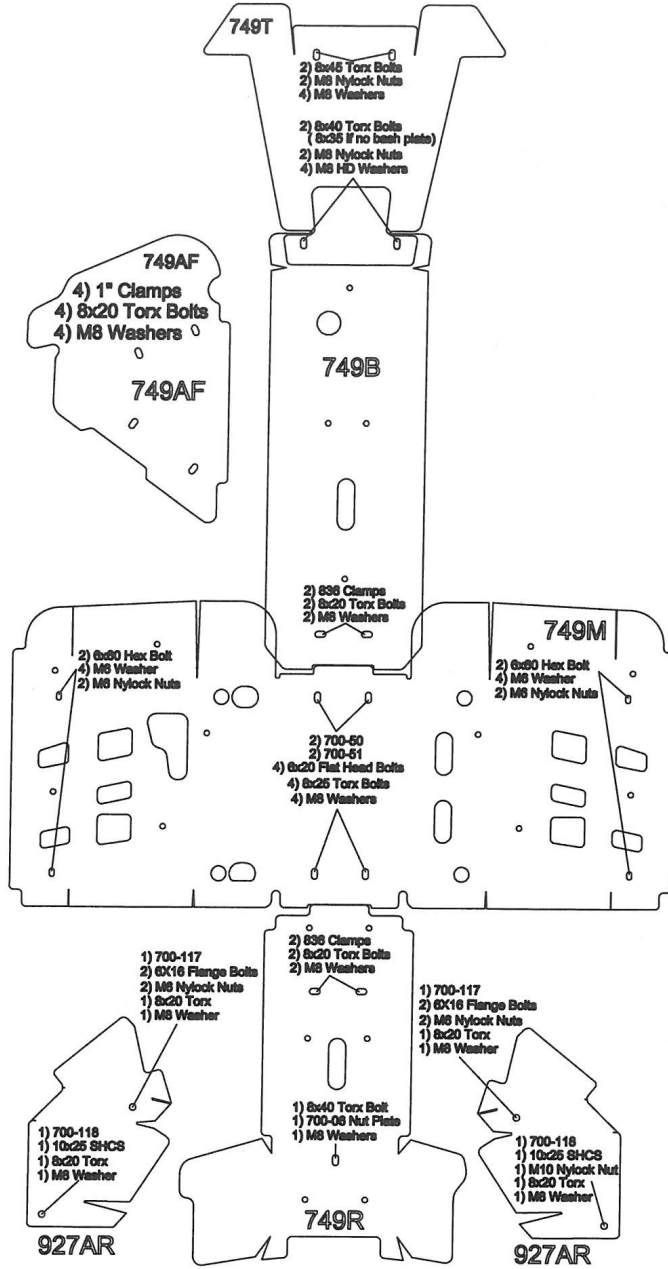 749T
2) 8x45 Torx Bolts
2) M8 Nylock Nuts
4) M8 Washers
2) 8x40 Torx Bolts
( 8x35 if no bash plate)
2) M8 Nylock Nuts
4) M8 HD Washers
749AF
4) 1" Clamps
4) 8x20 Torx Bolts
4) M8 Washers
749AF
749B
2) 836 Clamps
2) 8x20 Torx Bolts
2) M8 Washers
749M
2) 6x60 Hex Bolt
4) M6 Washer
2) M6 Nylock Nuts
2) 6x60 Hex Bolt
4) M6 Washer
2) M6 Nylock Nuts
2) 700-50
2) 700-51
4) 6x20 Flat Head Bolts
4) 8x25 Torx Bolts
4) M8 Washers
2) 836 Clamps
2) 8x20 Torx Bolts
2) M8 Washers
1) 700-117
2) 6X16 Flange Bolts
2) M6 Nylock Nuts
1) 8x20 Torx
1) M8 Washer
1) 700-117
2) 6X16 Flange Bolts
2) M6 Nylock Nuts
1) 8x20 Torx
1) M8 Washer
1) 8x40 Torx Bolt
1) 700-08 Nut Plate
1) M8 Washers
1) 700-118
1) 10x25 SHCS
1) 8x20 Torx
1) M8 Washer
1) 700-118
1) 10x25 SHCS
1) M10 Nylock Nut
1) 8x20 Torx
1) M8 Washer
927AR
749R
927AR